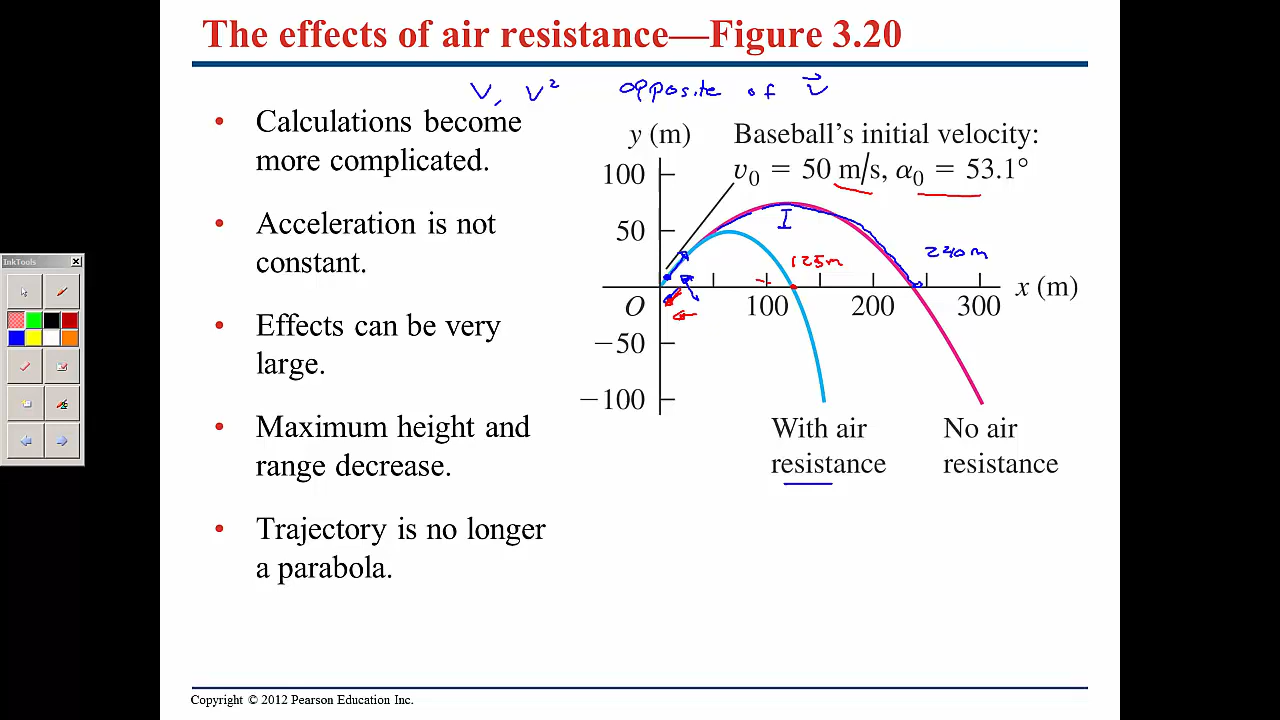 The effects of air resistance—Figure 3.20
v, v² opposite of v⃗
• Calculations become
more complicated.
• Acceleration is not
constant.
• Effects can be very
large.
• Maximum height and
range decrease.
• Trajectory is no longer
a parabola.
y (m)
Baseball's initial velocity:
v₀ = 50 m/s, α₀ = 53.1°
100
50
O
−50
−100
100
200
300
x (m)
I
125m
240m
With air
resistance
No air
resistance
InkTools
Copyright © 2012 Pearson Education Inc.